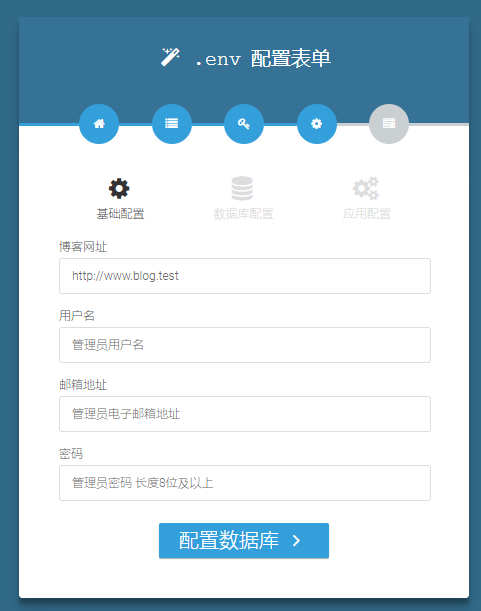 .env 配置表单
基础配置 数据库配置 应用配置
博客网址
http://www.blog.test
用户名
管理员用户名
邮箱地址
管理员电子邮箱地址
密码
管理员密码 长度8位及以上
配置数据库